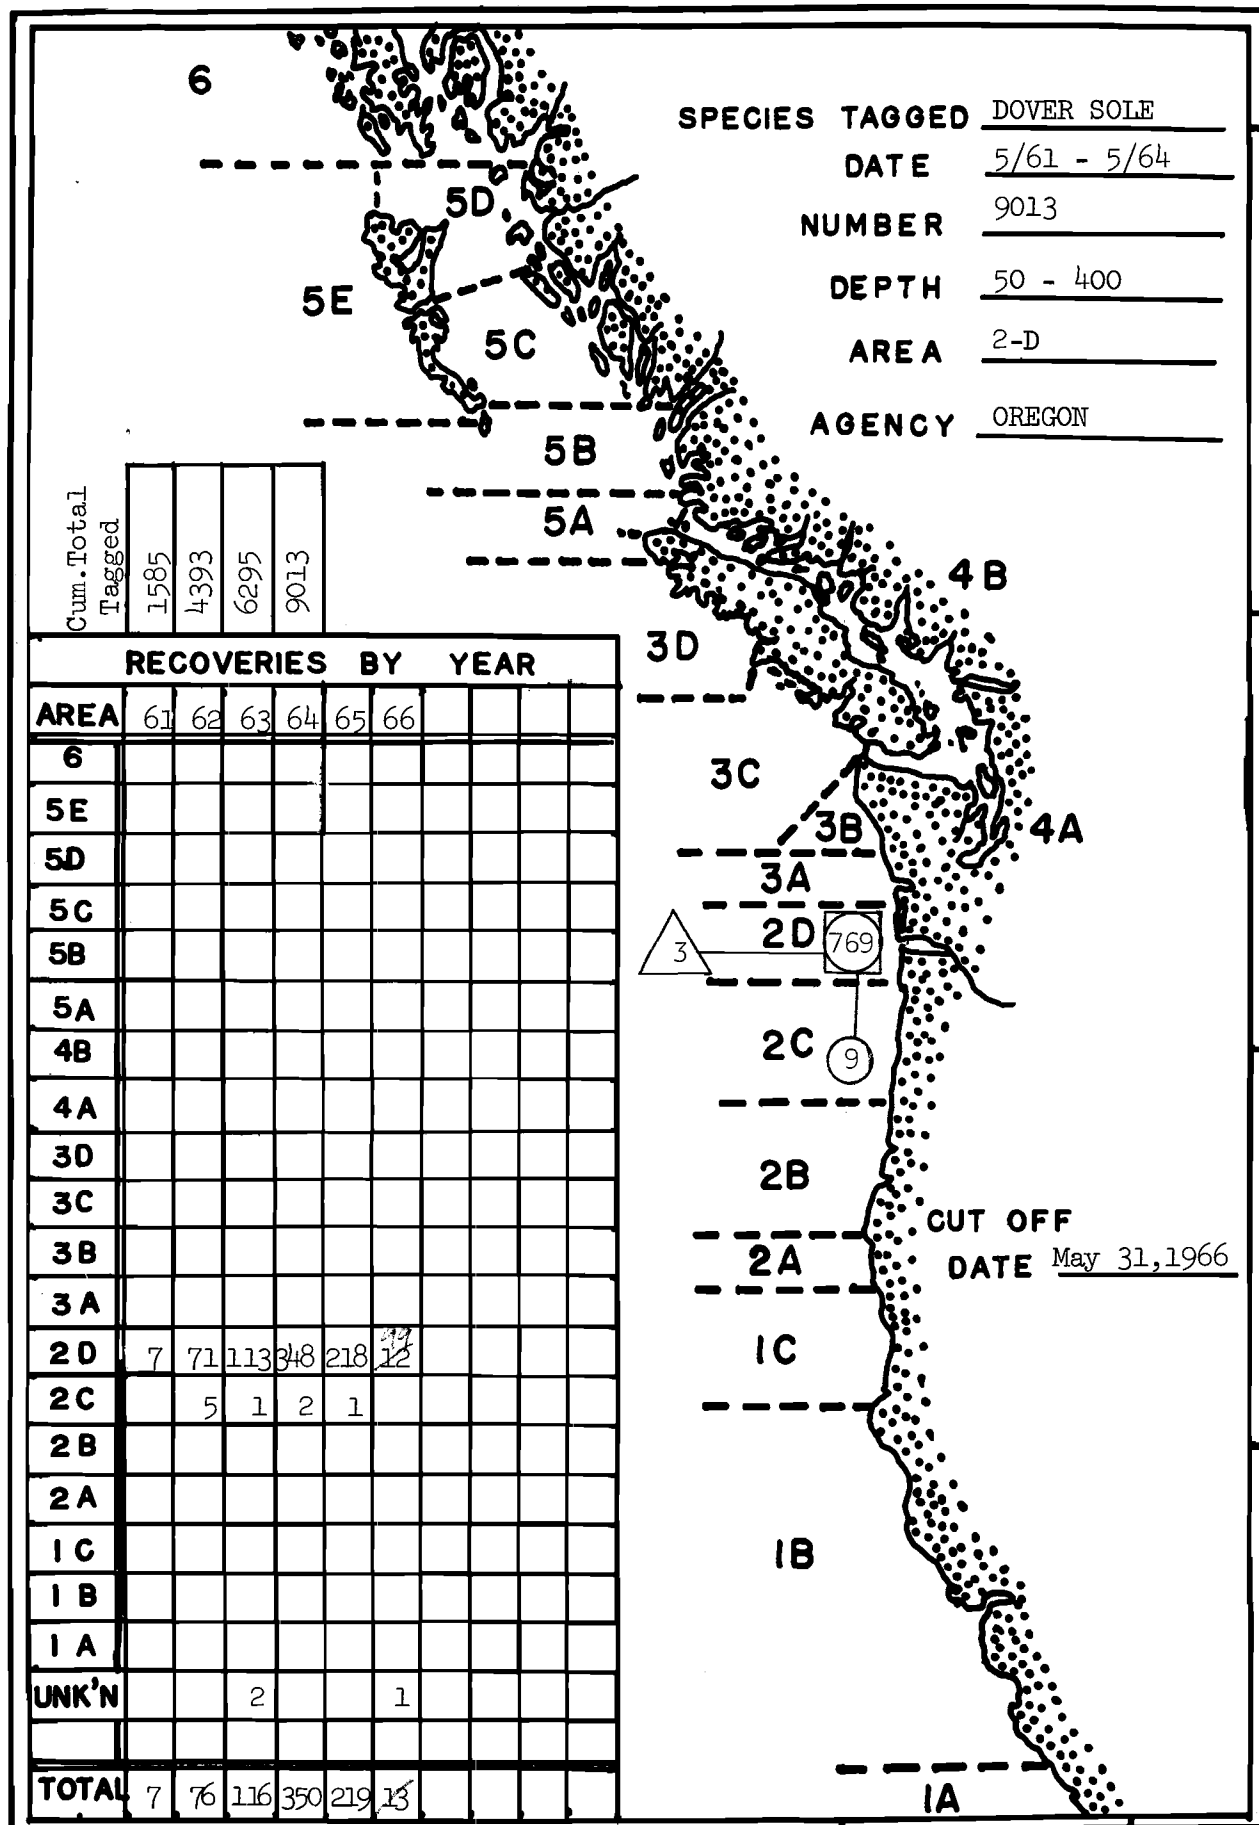 6
SPECIES TAGGED DOVER SOLE
DATE 5/61 - 5/64
NUMBER 9013
DEPTH 50 - 400
AREA 2-D
AGENCY OREGON
5D
5E
5C
5B
5A
4B
3D
3C
3B
4A
3A
2D
769
3
2C
9
2B
2A
1C
1B
1A
CUT OFF
DATE May 31,1966
Cum.Total
Tagged
1585 4393 6295 9013
RECOVERIES BY YEAR
AREA 61 62 63 64 65 66
6
5E
5D
5C
5B
5A
4B
4A
3D
3C
3B
3A
2D 7 71 113 348 218 12
2C 5 1 2 1
2B
2A
1C
1B
1A
UNK'N 2 1
TOTAL 7 76 116 350 219 13